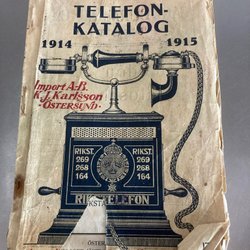 TELEFON-
KATALOG
1914 1915
Import A.-B.
K. J. Karlsson
ÖSTERSUND
RIKST. RIKST.
269 269
268 268
164 164
RIKSTELEFON